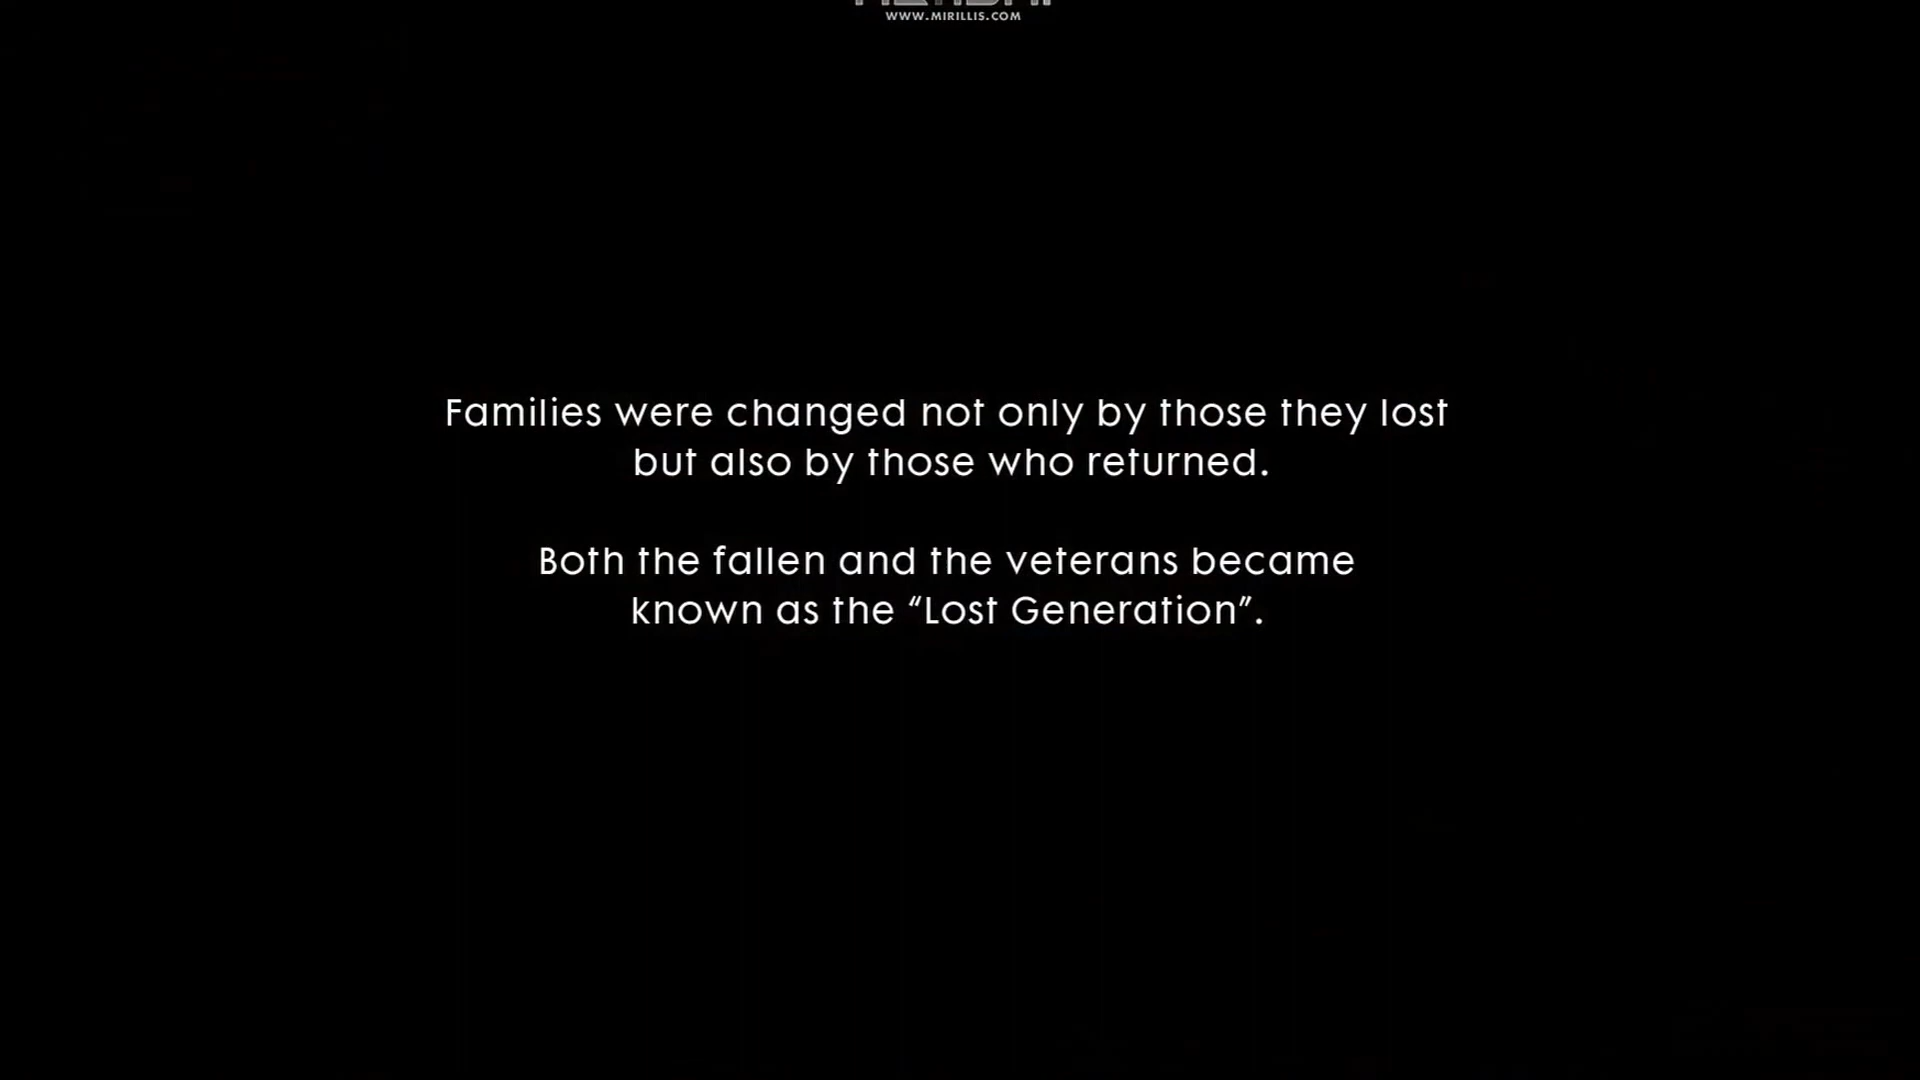 WWW.MIRILLIS.COM
Families were changed not only by those they lost
but also by those who returned.
Both the fallen and the veterans became
known as the “Lost Generation”.